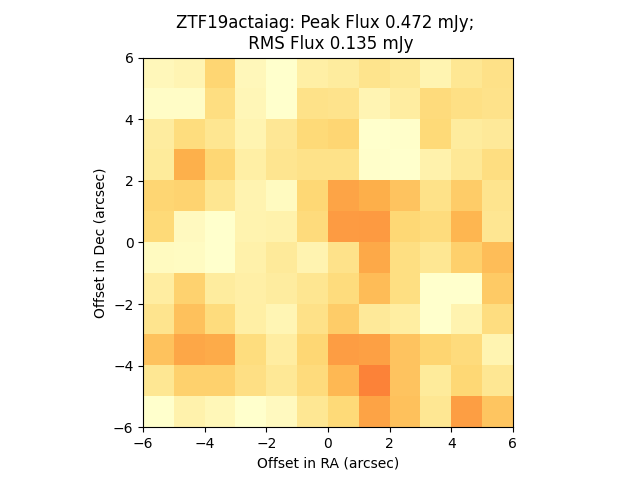 ZTF19actaiag: Peak Flux 0.472 mJy;
RMS Flux 0.135 mJy
6
4
2
0
−2
−4
−6
Offset in Dec (arcsec)
−6 −4 −2 0 2 4 6
Offset in RA (arcsec)